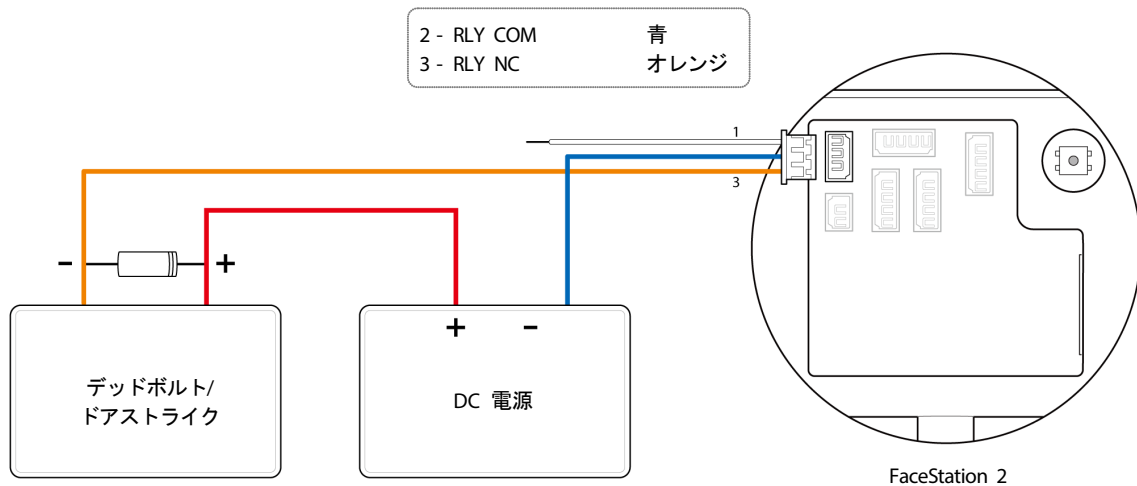 2 - RLY COM 青
3 - RLY NC オレンジ
1
3
- +
+ -
デッドボルト/
ドアストライク
DC 電源
FaceStation 2